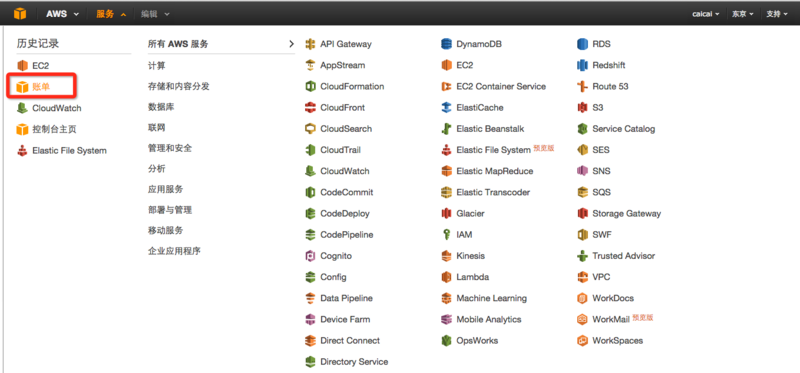 AWS 服务 编辑 caicai 东京 支持
历史记录
EC2
账单
CloudWatch
控制台主页
Elastic File System
所有 AWS 服务
计算
存储和内容分发
数据库
联网
管理和安全
分析
应用服务
部署与管理
移动服务
企业应用程序
API Gateway
AppStream
CloudFormation
CloudFront
CloudSearch
CloudTrail
CloudWatch
CodeCommit
CodeDeploy
CodePipeline
Cognito
Config
Data Pipeline
Device Farm
Direct Connect
Directory Service
DynamoDB
EC2
EC2 Container Service
ElastiCache
Elastic Beanstalk
Elastic File System 预览版
Elastic MapReduce
Elastic Transcoder
Glacier
IAM
Kinesis
Lambda
Machine Learning
Mobile Analytics
OpsWorks
RDS
Redshift
Route 53
S3
Service Catalog
SES
SNS
SQS
Storage Gateway
SWF
Trusted Advisor
VPC
WorkDocs
WorkMail 预览版
WorkSpaces